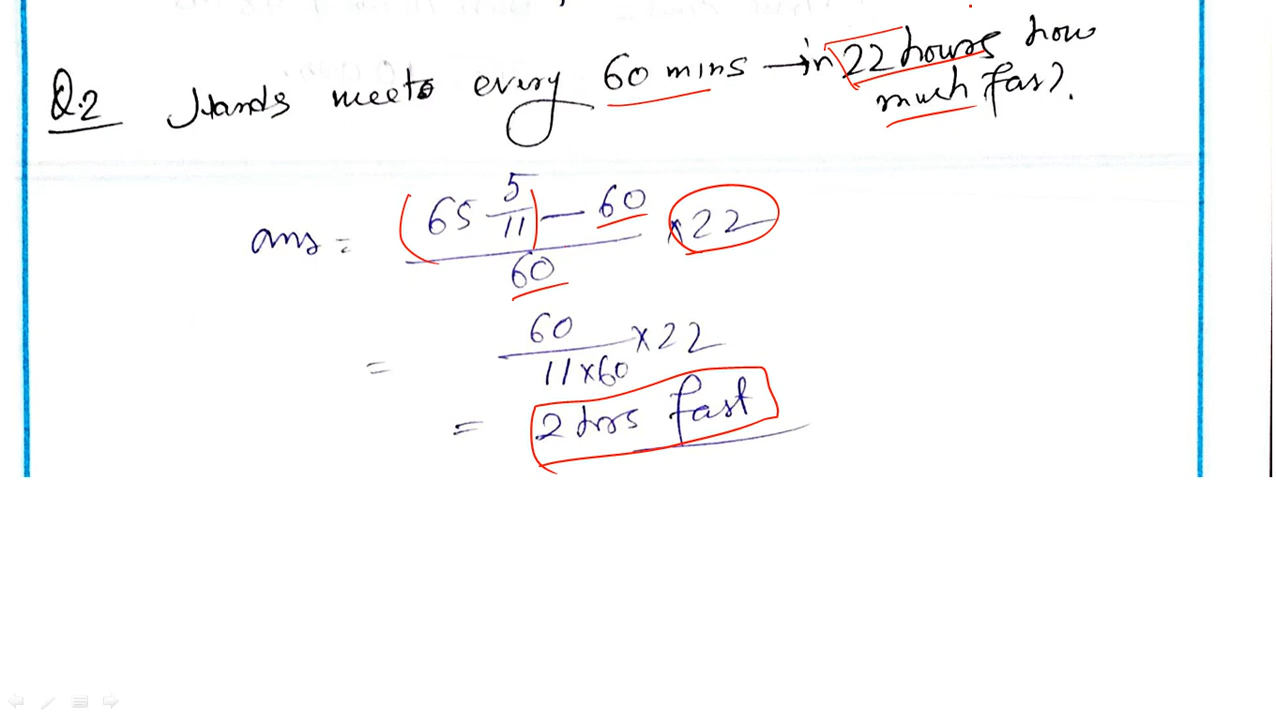 Q.2 Hands meets every 60 mins → in 22 hours how
much fas?.
ans = (65 5/11) - 60 / 60 × 22
= 60 / 11×60 × 22
= 2 hrs fast